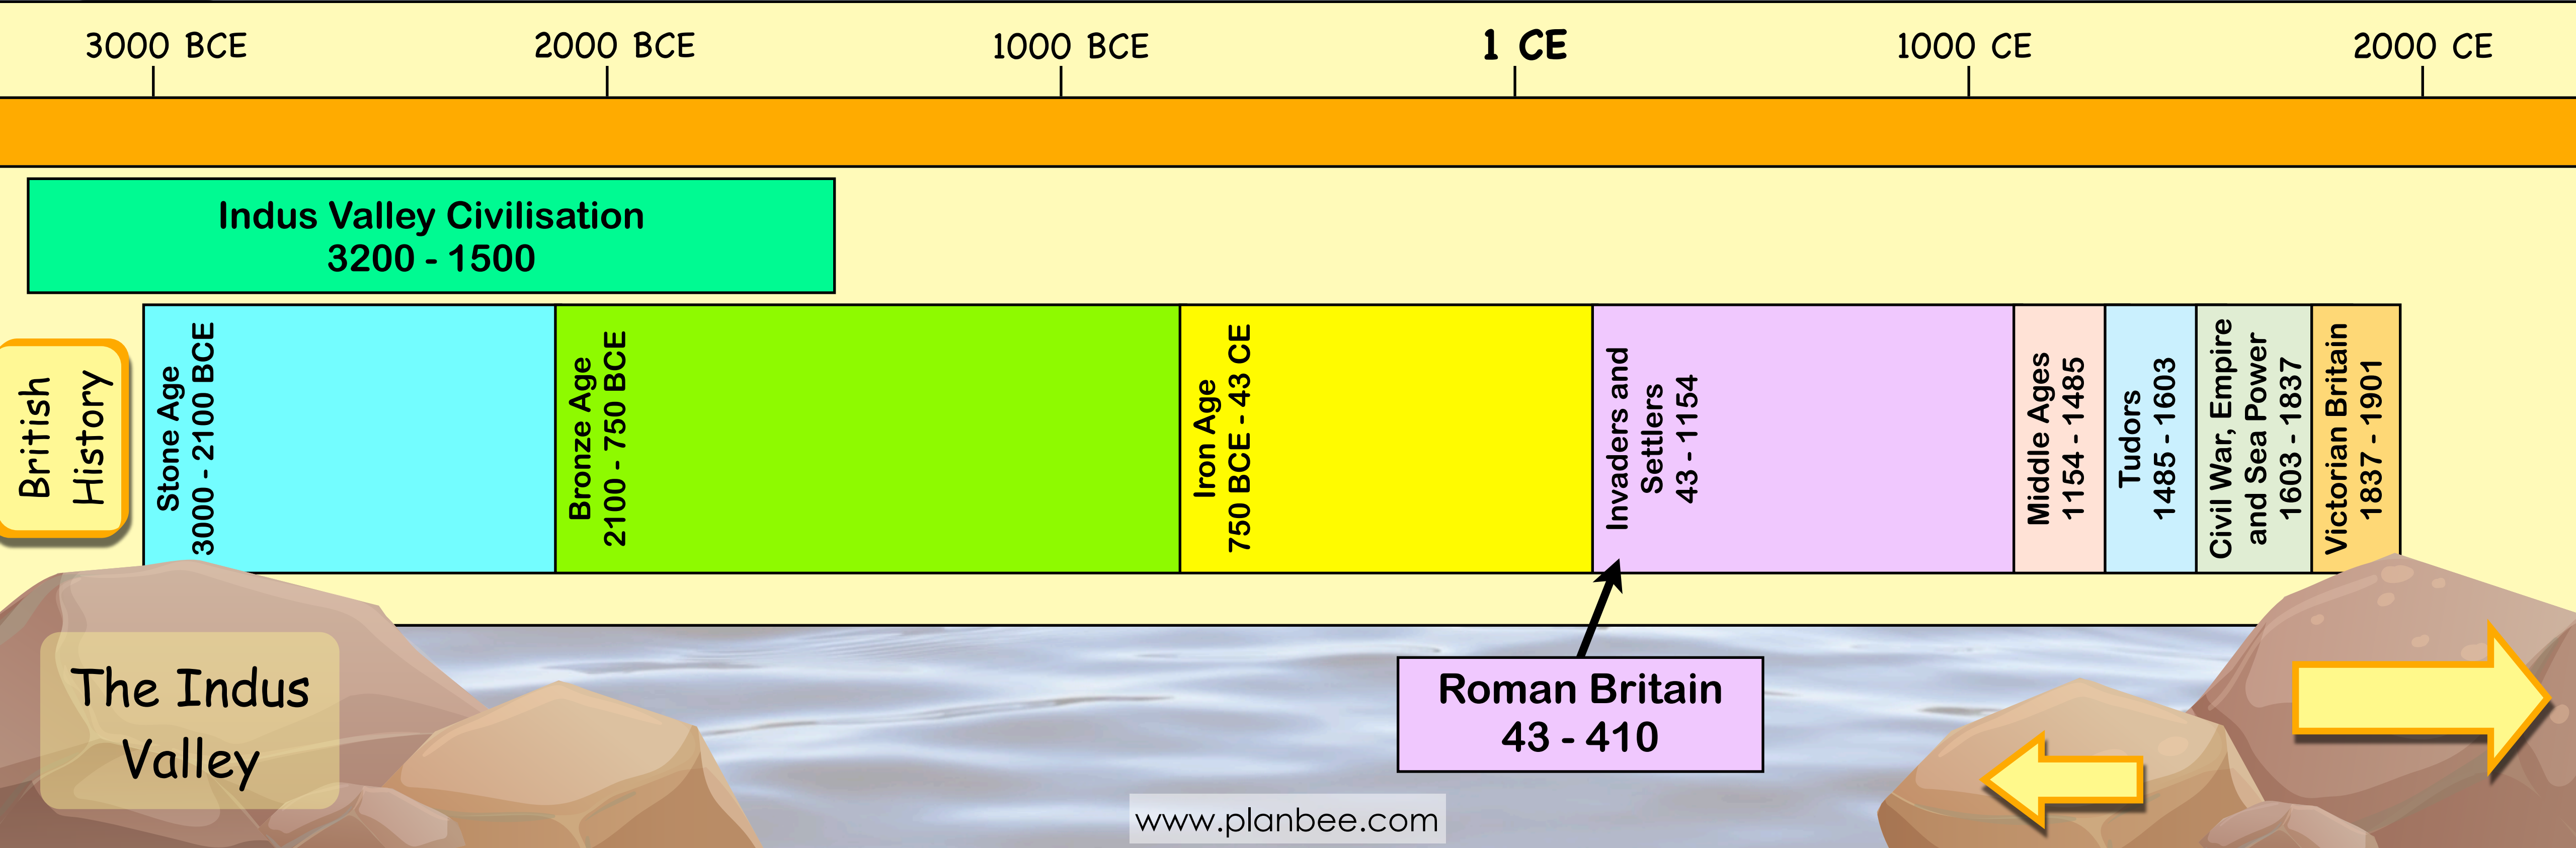 3000 BCE
2000 BCE
1000 BCE
1 CE
1000 CE
2000 CE
Indus Valley Civilisation
3200 - 1500
British
History
Stone Age
3000 - 2100 BCE
Bronze Age
2100 - 750 BCE
Iron Age
750 BCE - 43 CE
Invaders and
Settlers
43 - 1154
Middle Ages
1154 - 1485
Tudors
1485 - 1603
Civil War, Empire
and Sea Power
1603 - 1837
Victorian Britain
1837 - 1901
The Indus
Valley
Roman Britain
43 - 410
www.planbee.com